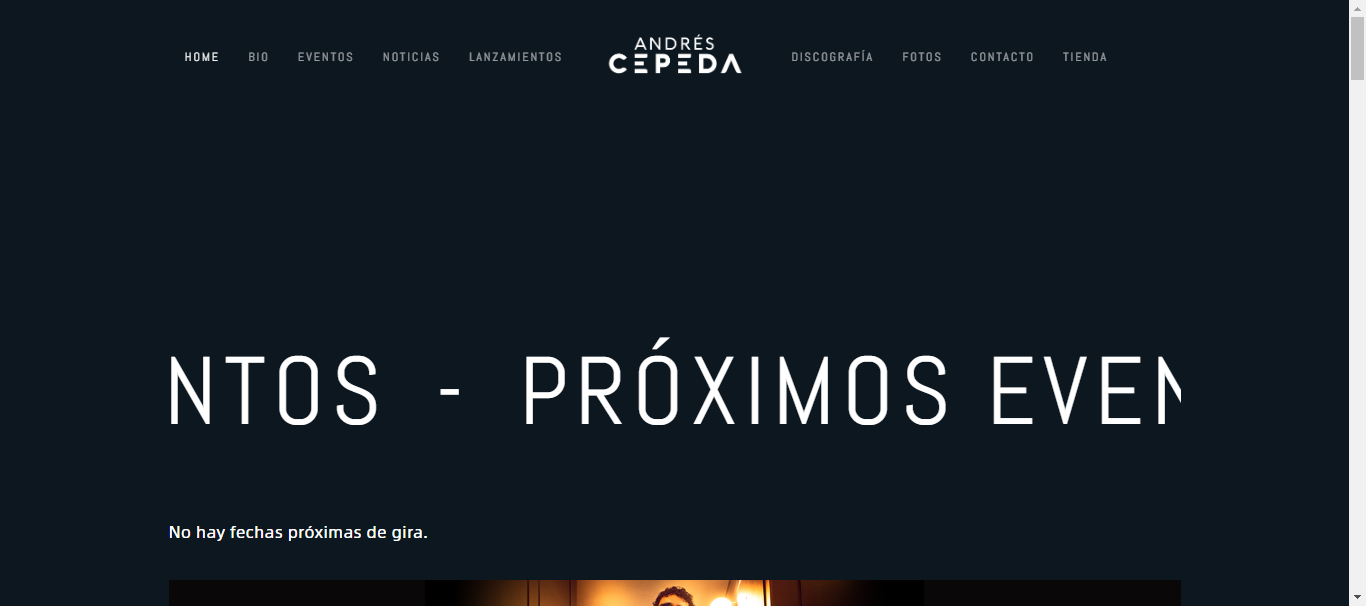 HOME BIO EVENTOS NOTICIAS LANZAMIENTOS
ANDRÉS
CEPEDA
DISCOGRAFÍA FOTOS CONTACTO TIENDA
NTOS - PRÓXIMOS EVEN
No hay fechas próximas de gira.